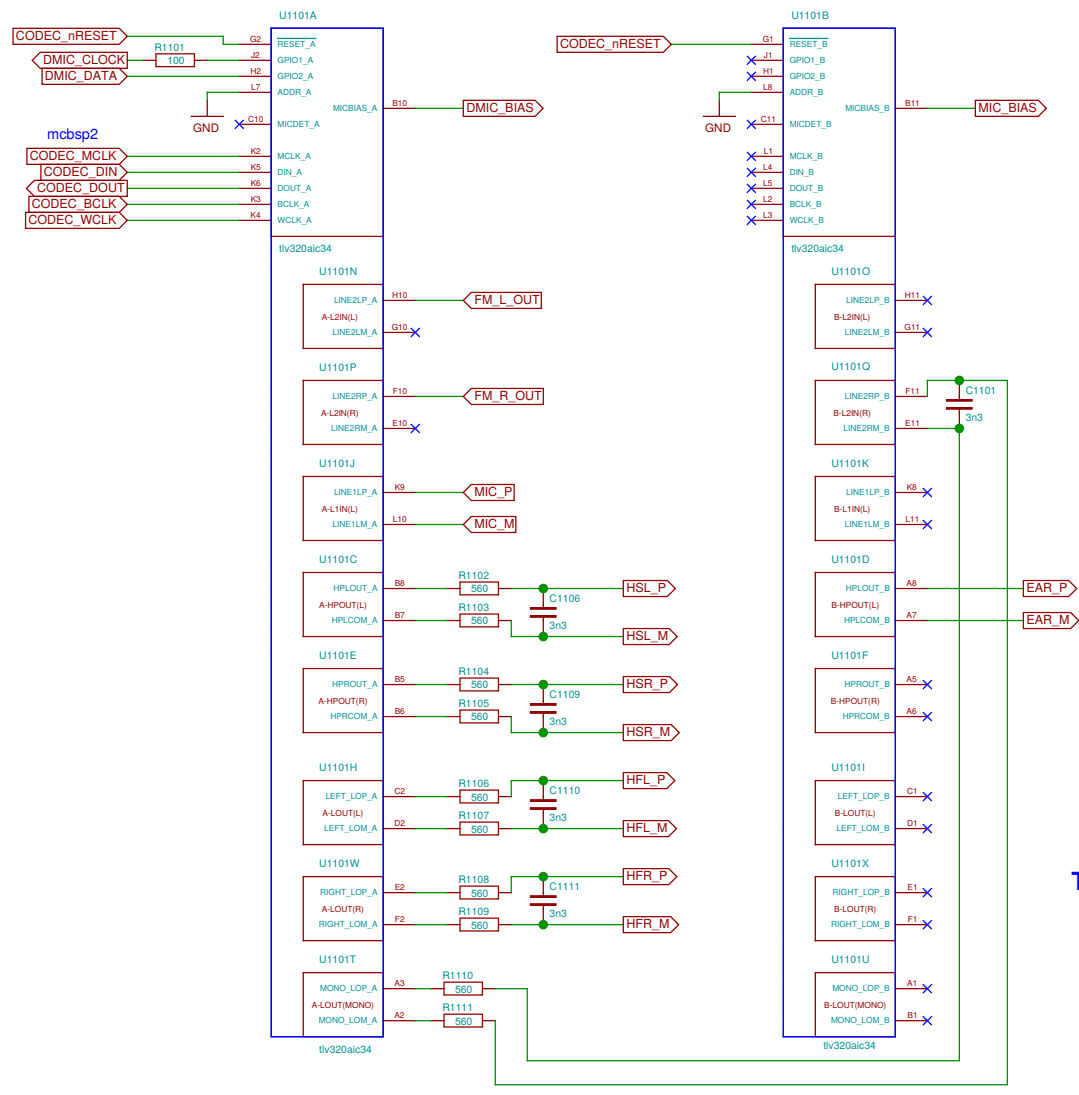 U1101A
CODEC_nRESET
G2
RESET_A
R1101
DMIC_CLOCK
100
J2
GPIO1_A
DMIC_DATA
H2
GPIO2_A
L7
ADDR_A
GND
MICBIAS_A
B10
DMIC_BIAS
C10
MICDET_A
mcbsp2
CODEC_MCLK
K2
MCLK_A
CODEC_DIN
K5
DIN_A
CODEC_DOUT
K6
DOUT_A
CODEC_BCLK
K3
BCLK_A
CODEC_WCLK
K4
WCLK_A
tlv320aic34
U1101N
LINE2LP_A
H10
FM_L_OUT
A-L2IN(L)
LINE2LM_A
G10
U1101P
LINE2RP_A
F10
FM_R_OUT
A-L2IN(R)
LINE2RM_A
E10
U1101J
LINE1LP_A
K9
MIC_P
A-L1IN(L)
LINE1LM_A
L10
MIC_M
U1101C
HPLOUT_A
B8
R1102
560
HSL_P
A-HPOUT(L)
C1106
3n3
HPLCOM_A
B7
R1103
560
HSL_M
U1101E
HPROUT_A
B5
R1104
560
HSR_P
A-HPOUT(R)
C1109
3n3
HPRCOM_A
B6
R1105
560
HSR_M
U1101H
LEFT_LOP_A
C2
R1106
560
HFL_P
A-LOUT(L)
C1110
3n3
LEFT_LOM_A
D2
R1107
560
HFL_M
U1101W
RIGHT_LOP_A
E2
R1108
560
HFR_P
A-LOUT(R)
C1111
3n3
RIGHT_LOM_A
F2
R1109
560
HFR_M
U1101T
MONO_LOP_A
A3
R1110
560
A-LOUT(MONO)
MONO_LOM_A
A2
R1111
560
tlv320aic34
U1101B
CODEC_nRESET
G1
RESET_B
J1
GPIO1_B
H1
GPIO2_B
L8
ADDR_B
GND
MICBIAS_B
B11
MIC_BIAS
C11
MICDET_B
L1
MCLK_B
L4
DIN_B
L5
DOUT_B
L2
BCLK_B
L3
WCLK_B
tlv320aic34
U1101O
LINE2LP_B
H11
B-L2IN(L)
LINE2LM_B
G11
U1101Q
LINE2RP_B
F11
C1101
3n3
B-L2IN(R)
LINE2RM_B
E11
U1101K
LINE1LP_B
K8
B-L1IN(L)
LINE1LM_B
L11
U1101D
HPLOUT_B
A8
EAR_P
B-HPOUT(L)
HPLCOM_B
A7
EAR_M
U1101F
HPROUT_B
A5
B-HPOUT(R)
HPRCOM_B
A6
U1101I
LEFT_LOP_B
C1
B-LOUT(L)
LEFT_LOM_B
D1
U1101X
RIGHT_LOP_B
E1
B-LOUT(R)
RIGHT_LOM_B
F1
U1101U
MONO_LOP_B
A1
B-LOUT(MONO)
MONO_LOM_B
B1
tlv320aic34